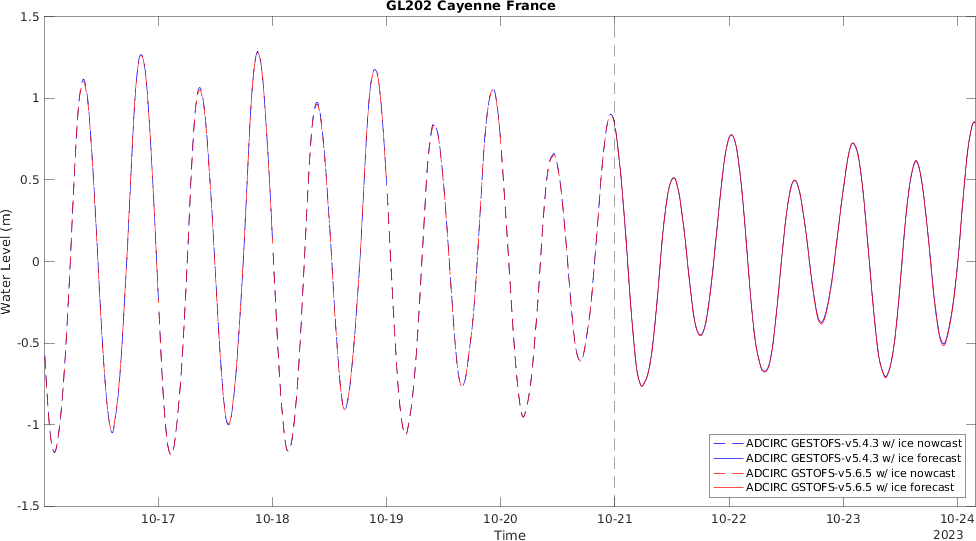 GL202 Cayenne France
1.5
1
0.5
0
-0.5
-1
-1.5
Water Level (m)
10-17 10-18 10-19 10-20 10-21 10-22 10-23 10-24
Time
2023
ADCIRC GESTOFS-v5.4.3 w/ ice nowcast
ADCIRC GESTOFS-v5.4.3 w/ ice forecast
ADCIRC GSTOFS-v5.6.5 w/ ice nowcast
ADCIRC GSTOFS-v5.6.5 w/ ice forecast